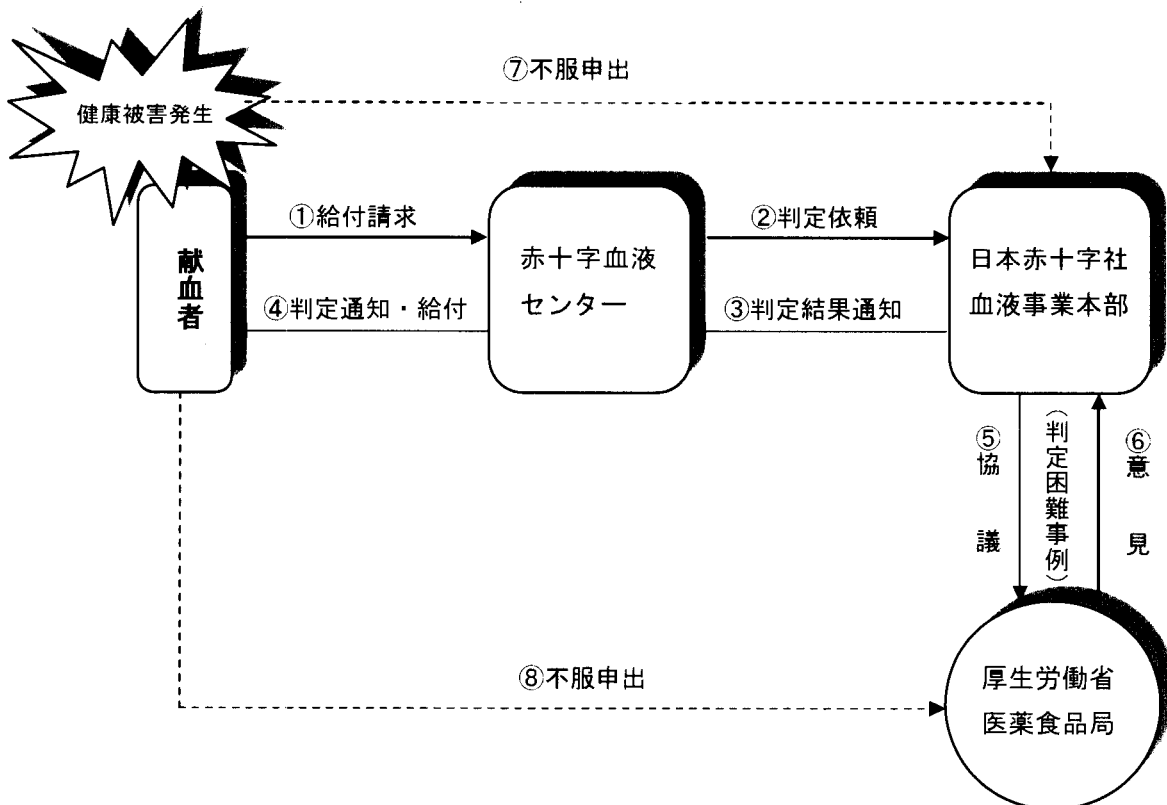 ⑦不服申出
健康被害発生
①給付請求
②判定依頼
献血者
赤十字血液
センター
日本赤十字社
血液事業本部
④判定通知・給付
③判定結果通知
⑤協議
(判定困難事例)
⑥意見
⑧不服申出
厚生労働省
医薬食品局